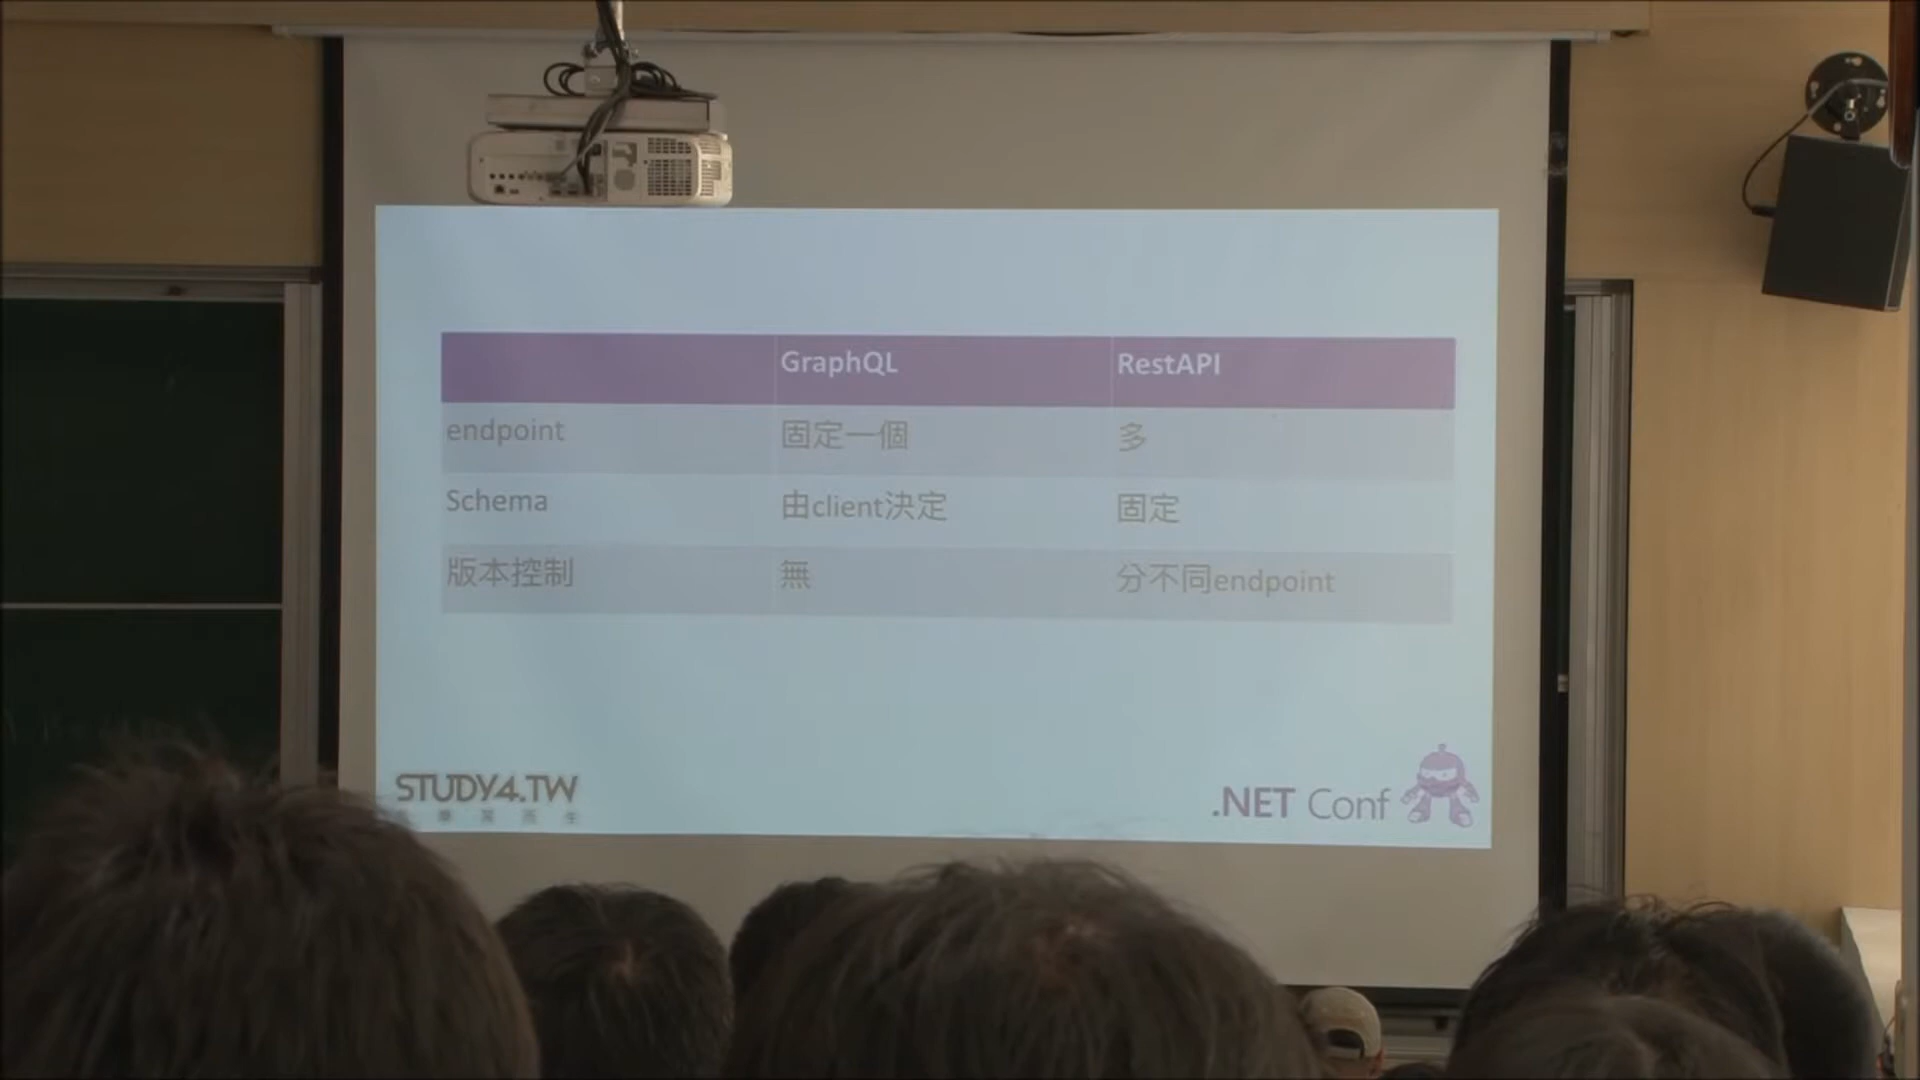 GraphQL RestAPI
endpoint 固定一個 多
Schema 由client決定 固定
版本控制 無 分不同endpoint
STUDY4.TW
.NET Conf